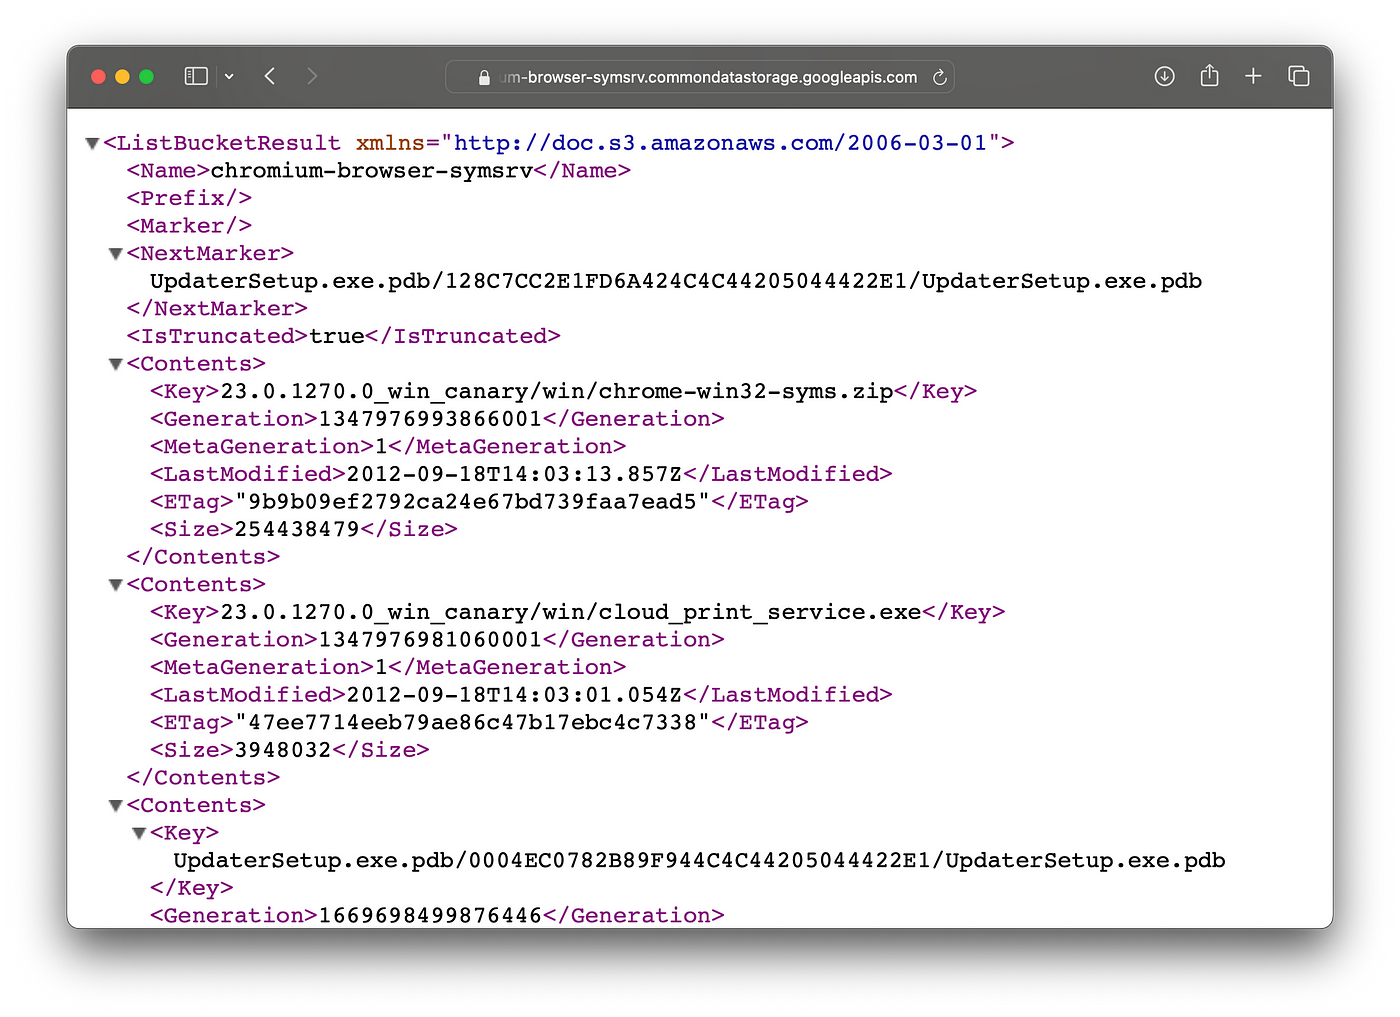 um-browser-symsrv.commondatastorage.googleapis.com
<ListBucketResult xmlns="http://doc.s3.amazonaws.com/2006-03-01">
<Name>chromium-browser-symsrv</Name>
<Prefix/>
<Marker/>
<NextMarker>
UpdaterSetup.exe.pdb/128C7CC2E1FD6A424C4C44205044422E1/UpdaterSetup.exe.pdb
</NextMarker>
<IsTruncated>true</IsTruncated>
<Contents>
<Key>23.0.1270.0_win_canary/win/chrome-win32-syms.zip</Key>
<Generation>1347976993866001</Generation>
<MetaGeneration>1</MetaGeneration>
<LastModified>2012-09-18T14:03:13.857Z</LastModified>
<ETag>"9b9b09ef2792ca24e67bd739faa7ead5"</ETag>
<Size>254438479</Size>
</Contents>
<Contents>
<Key>23.0.1270.0_win_canary/win/cloud_print_service.exe</Key>
<Generation>1347976981060001</Generation>
<MetaGeneration>1</MetaGeneration>
<LastModified>2012-09-18T14:03:01.054Z</LastModified>
<ETag>"47ee7714eeb79ae86c47b17ebc4c7338"</ETag>
<Size>3948032</Size>
</Contents>
<Contents>
<Key>
UpdaterSetup.exe.pdb/0004EC0782B89F944C4C44205044422E1/UpdaterSetup.exe.pdb
</Key>
<Generation>1669698499876446</Generation>